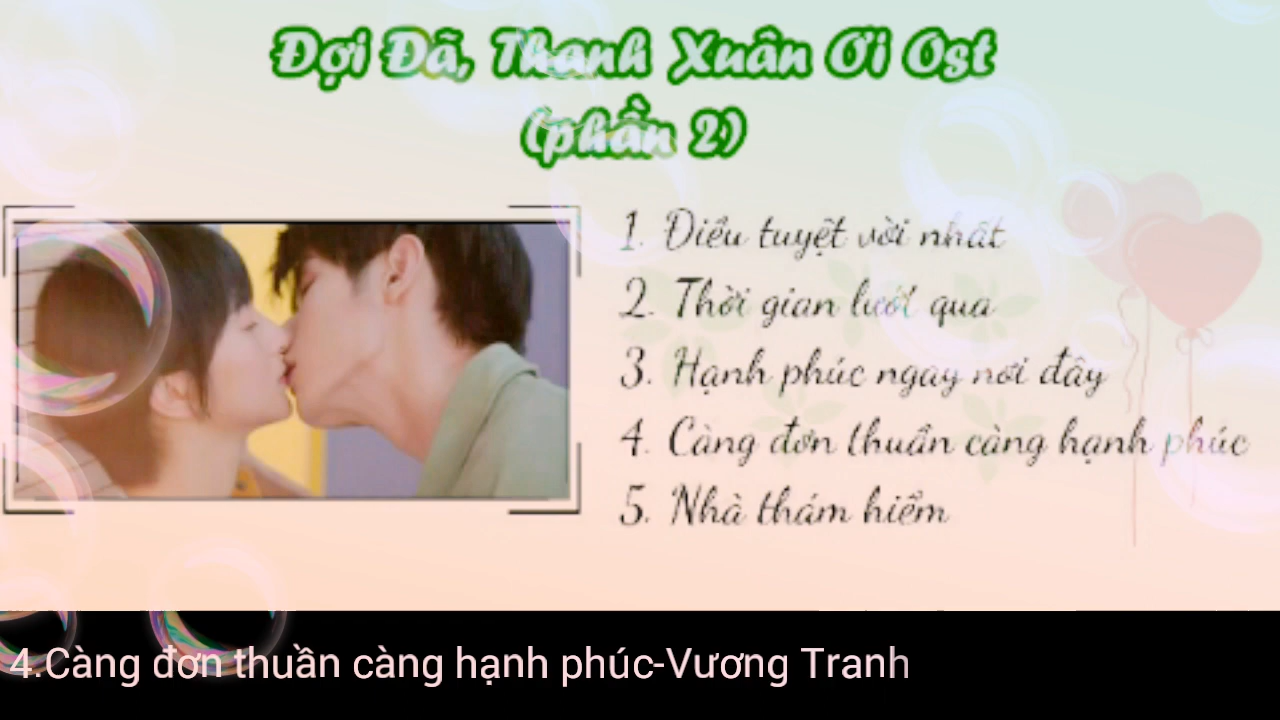 Đợi Đã, Thanh Xuân Ơi Ost
(phần 2)
1. Điều tuyệt vời nhất
2. Thời gian lướt qua
3. Hạnh phúc ngay nơi đây
4. Càng đơn thuần càng hạnh phúc
5. Nhà thám hiểm
4.Càng đơn thuần càng hạnh phúc-Vương Tranh